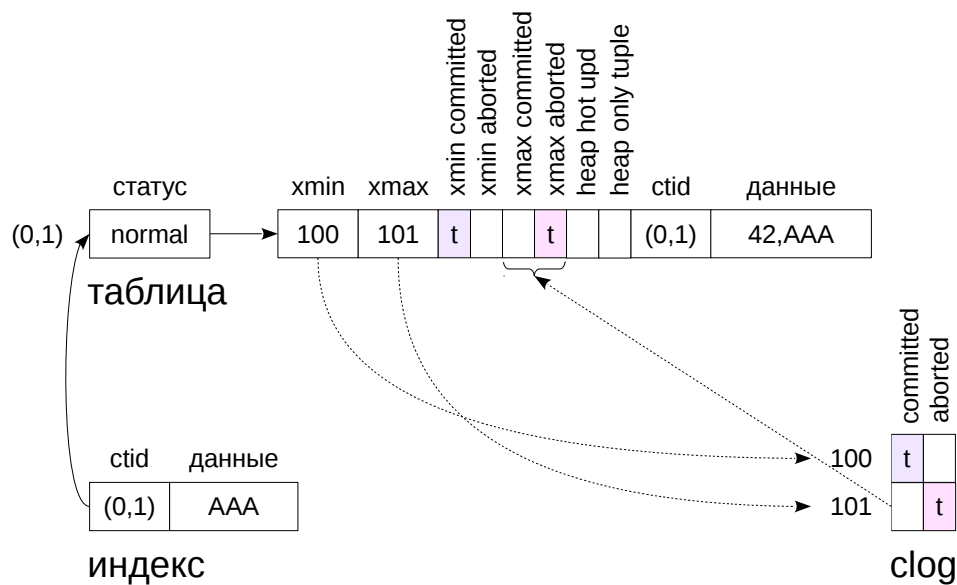 xmin committed
xmin aborted
xmax committed
xmax aborted
heap hot upd
heap only tuple
статус xmin xmax ctid данные
(0,1) normal 100 101 t t (0,1) 42,AAA
таблица
committed
aborted
ctid данные 100 t
(0,1) AAA 101 t
индекс clog